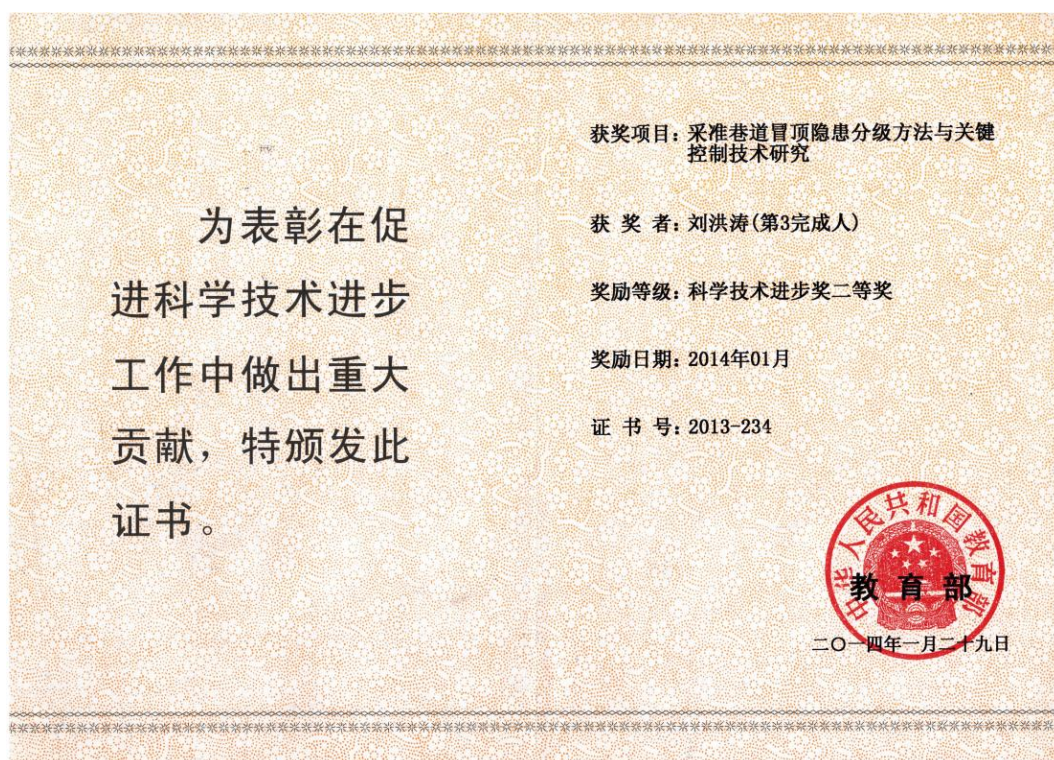 为表彰在促
进科学技术进步
工作中做出重大
贡献，特颁发此
证书。
获奖项目：采准巷道冒顶隐患分级方法与关键
控制技术研究
获 奖 者：刘洪涛(第3完成人)
奖励等级：科学技术进步奖二等奖
奖励日期：2014年01月
证 书 号：2013-234
中华人民共和国教育部
教 育 部
二〇一四年一月二十九日